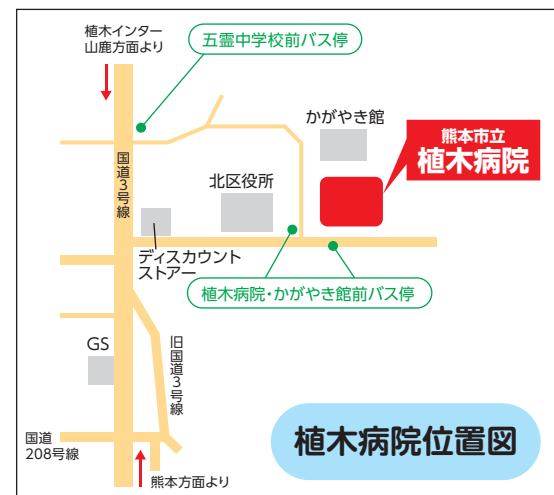 植木インター
山鹿方面より
五霊中学校前バス停
かがやき館
熊本市立
植木病院
国道3号線
北区役所
ディスカウント
ストアー
植木病院・かがやき館前バス停
GS
旧国道3号線
国道
208号線
熊本方面より
植木病院位置図